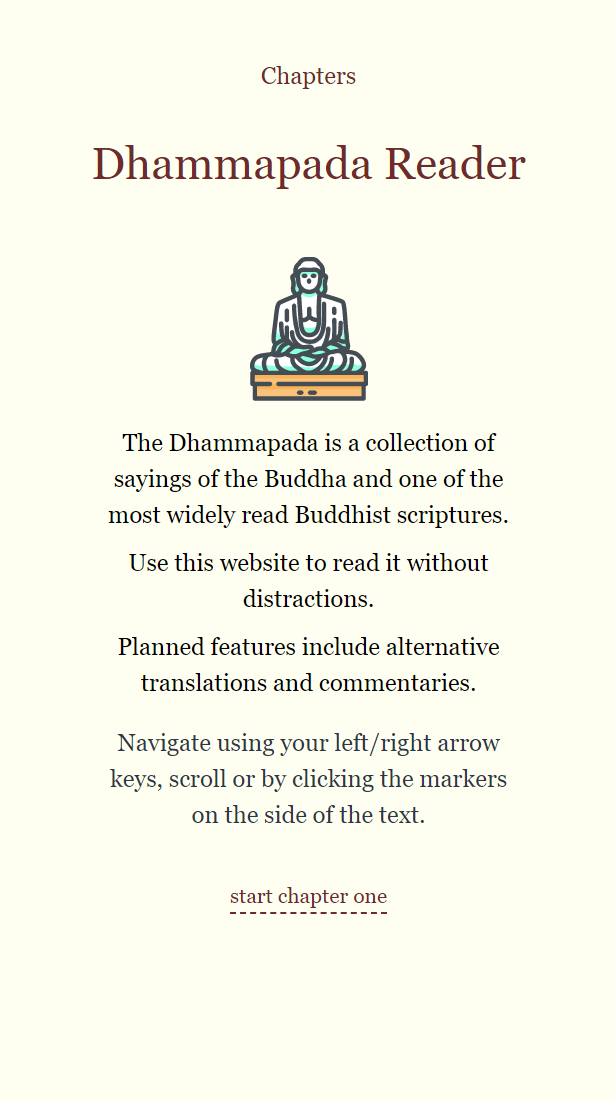 Chapters
Dhammapada Reader
The Dhammapada is a collection of
sayings of the Buddha and one of the
most widely read Buddhist scriptures.
Use this website to read it without
distractions.
Planned features include alternative
translations and commentaries.
Navigate using your left/right arrow
keys, scroll or by clicking the markers
on the side of the text.
start chapter one